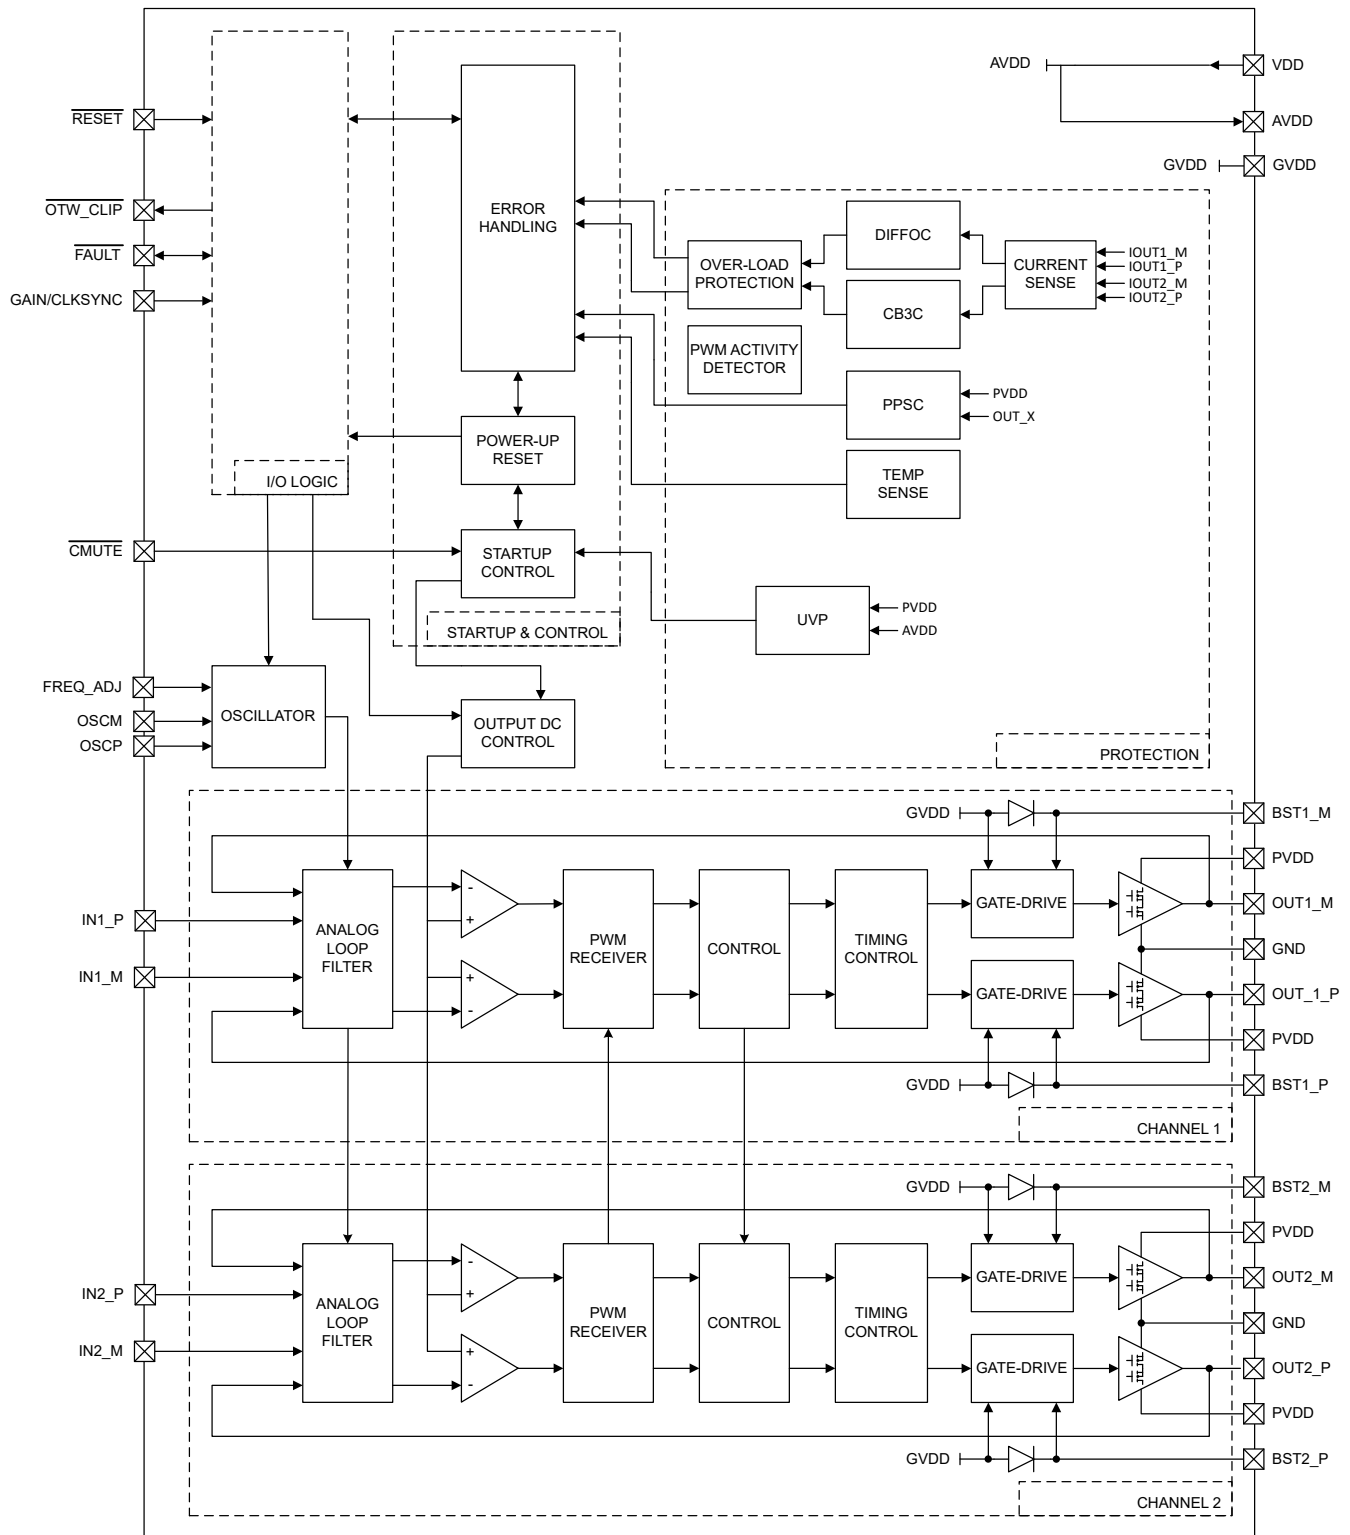 AVDD
VDD
RESET
AVDD
GVDD
GVDD
OTW_CLIP
FAULT
GAIN/CLKSYNC
ERROR
HANDLING
OVER-LOAD
PROTECTION
DIFFOC
CB3C
CURRENT
SENSE
IOUT1_M
IOUT1_P
IOUT2_M
IOUT2_P
PWM ACTIVITY
DETECTOR
PPSC
PVDD
OUT_X
POWER-UP
RESET
TEMP
SENSE
I/O LOGIC
CMUTE
STARTUP
CONTROL
STARTUP & CONTROL
UVP
PVDD
AVDD
FREQ_ADJ
OSCM
OSCP
OSCILLATOR
OUTPUT DC
CONTROL
PROTECTION
GVDD
BST1_M
PVDD
IN1_P
IN1_M
ANALOG
LOOP
FILTER
-
+
+
-
PWM
RECEIVER
CONTROL
TIMING
CONTROL
GATE-DRIVE
GATE-DRIVE
OUT1_M
GND
OUT_1_P
PVDD
GVDD
BST1_P
CHANNEL 1
GVDD
BST2_M
PVDD
IN2_P
IN2_M
ANALOG
LOOP
FILTER
-
+
+
-
PWM
RECEIVER
CONTROL
TIMING
CONTROL
GATE-DRIVE
GATE-DRIVE
OUT2_M
GND
OUT2_P
PVDD
GVDD
BST2_P
CHANNEL 2